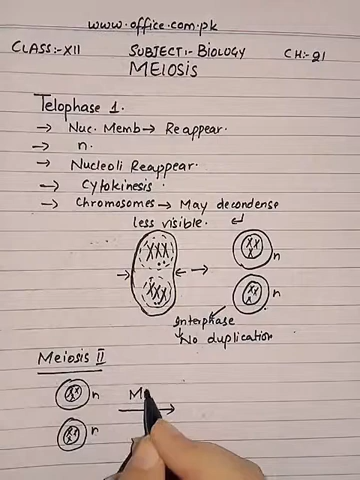 www.office.com.pk
CLASS:-XII SUBJECT:- BIOLOGY CH:-21
MEIOSIS
Telophase 1.
→ Nuc. Memb → Reappear.
→ n.
→ Nucleoli Reappear.
→ Cytokinesis.
→ Chromosomes → May decondense
less visible.
n
n
Interphase
↳ No duplication
Meiosis II
n
M
n